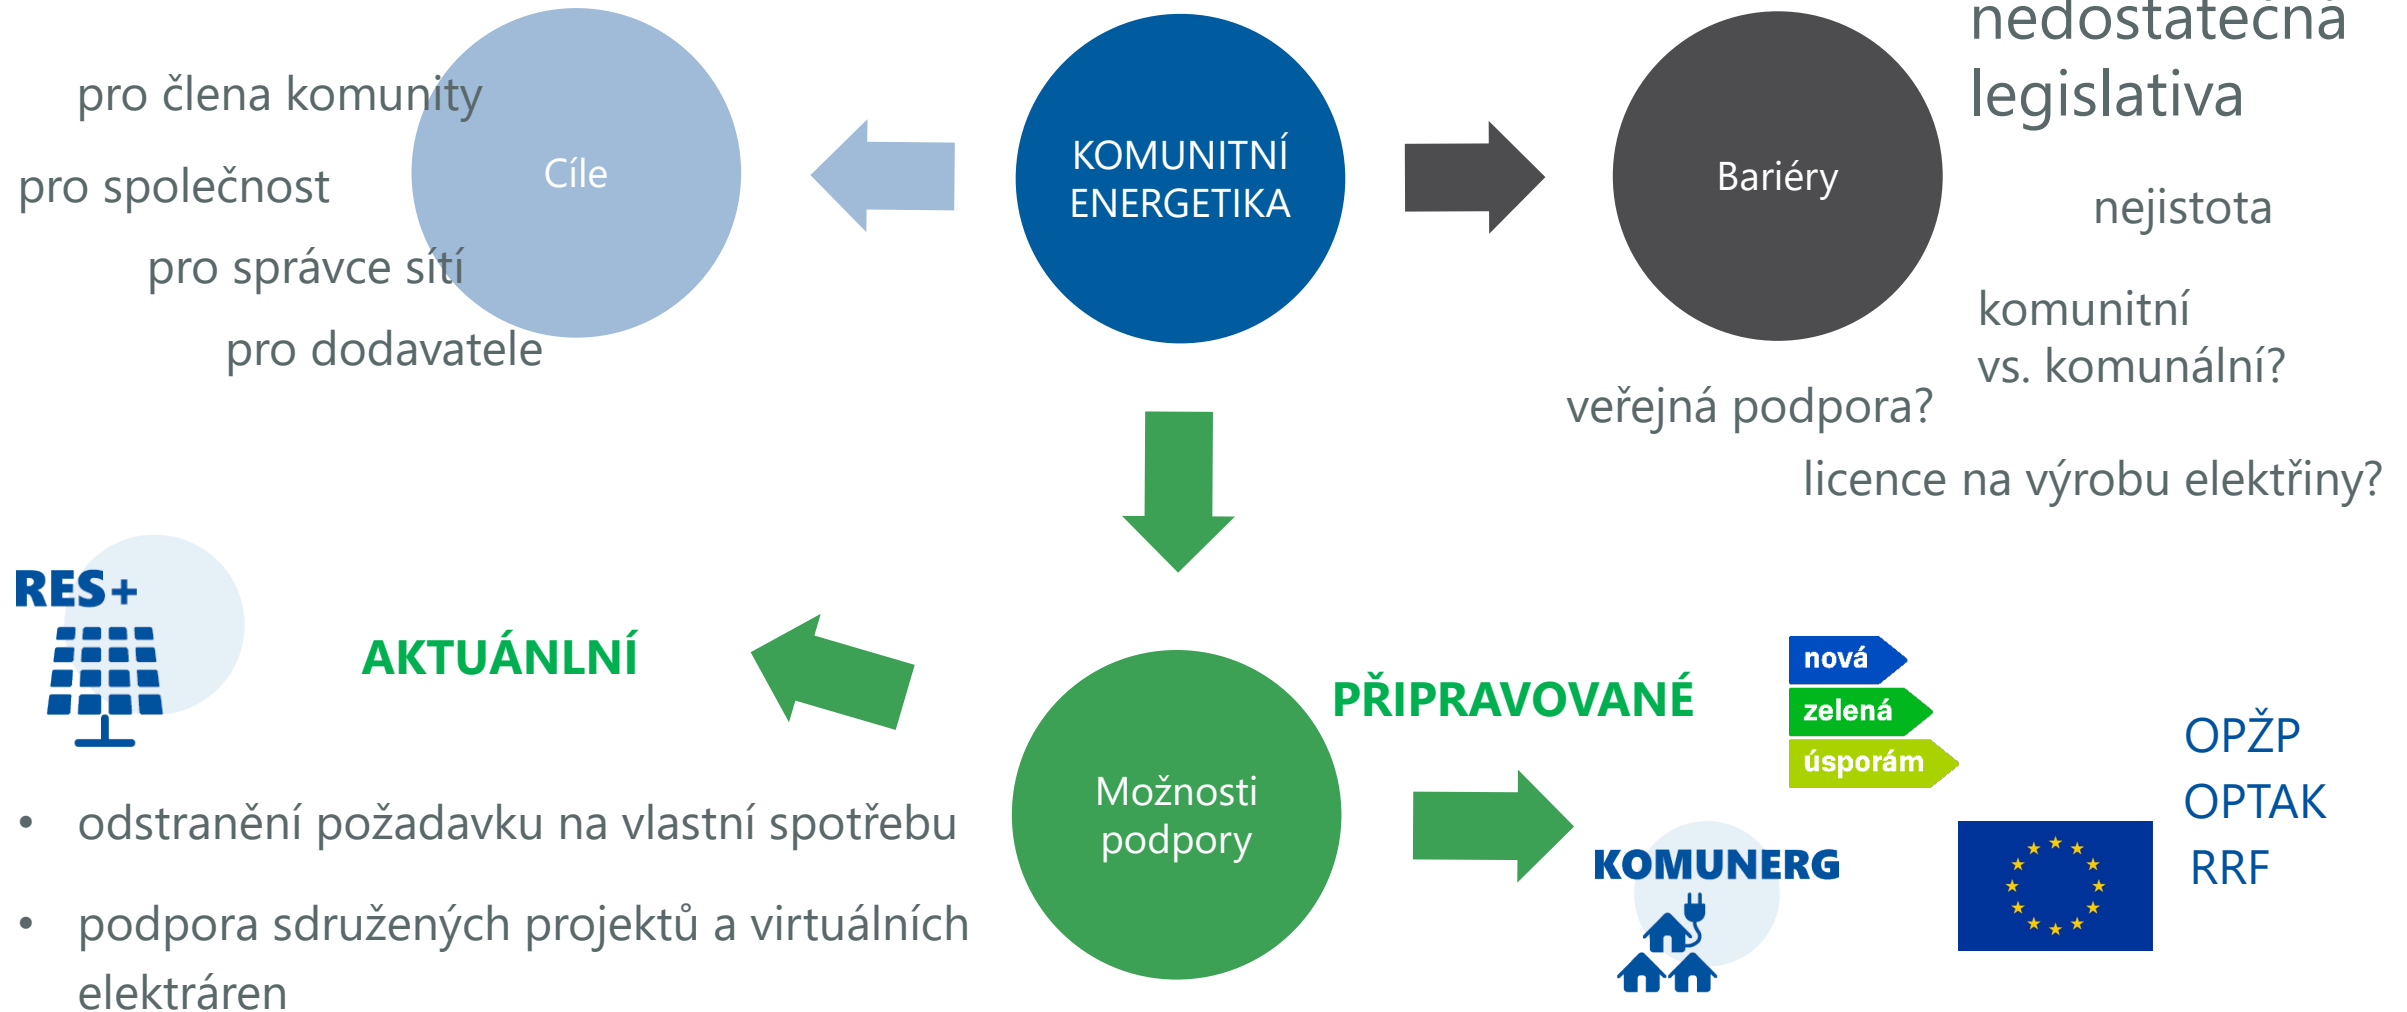 pro člena komunity
pro společnost
pro správce sítí
pro dodavatele
Cíle
KOMUNITNÍ
ENERGETIKA
Bariéry
nedostatečná
legislativa
nejistota
komunitní
vs. komunální?
veřejná podpora?
licence na výrobu elektřiny?
RES+
AKTUÁNLNÍ
• odstranění požadavku na vlastní spotřebu
• podpora sdružených projektů a virtuálních
elektráren
Možnosti
podpory
PŘIPRAVOVANÉ
nová
zelená
úsporám
KOMUNERG
OPŽP
OPTAK
RRF